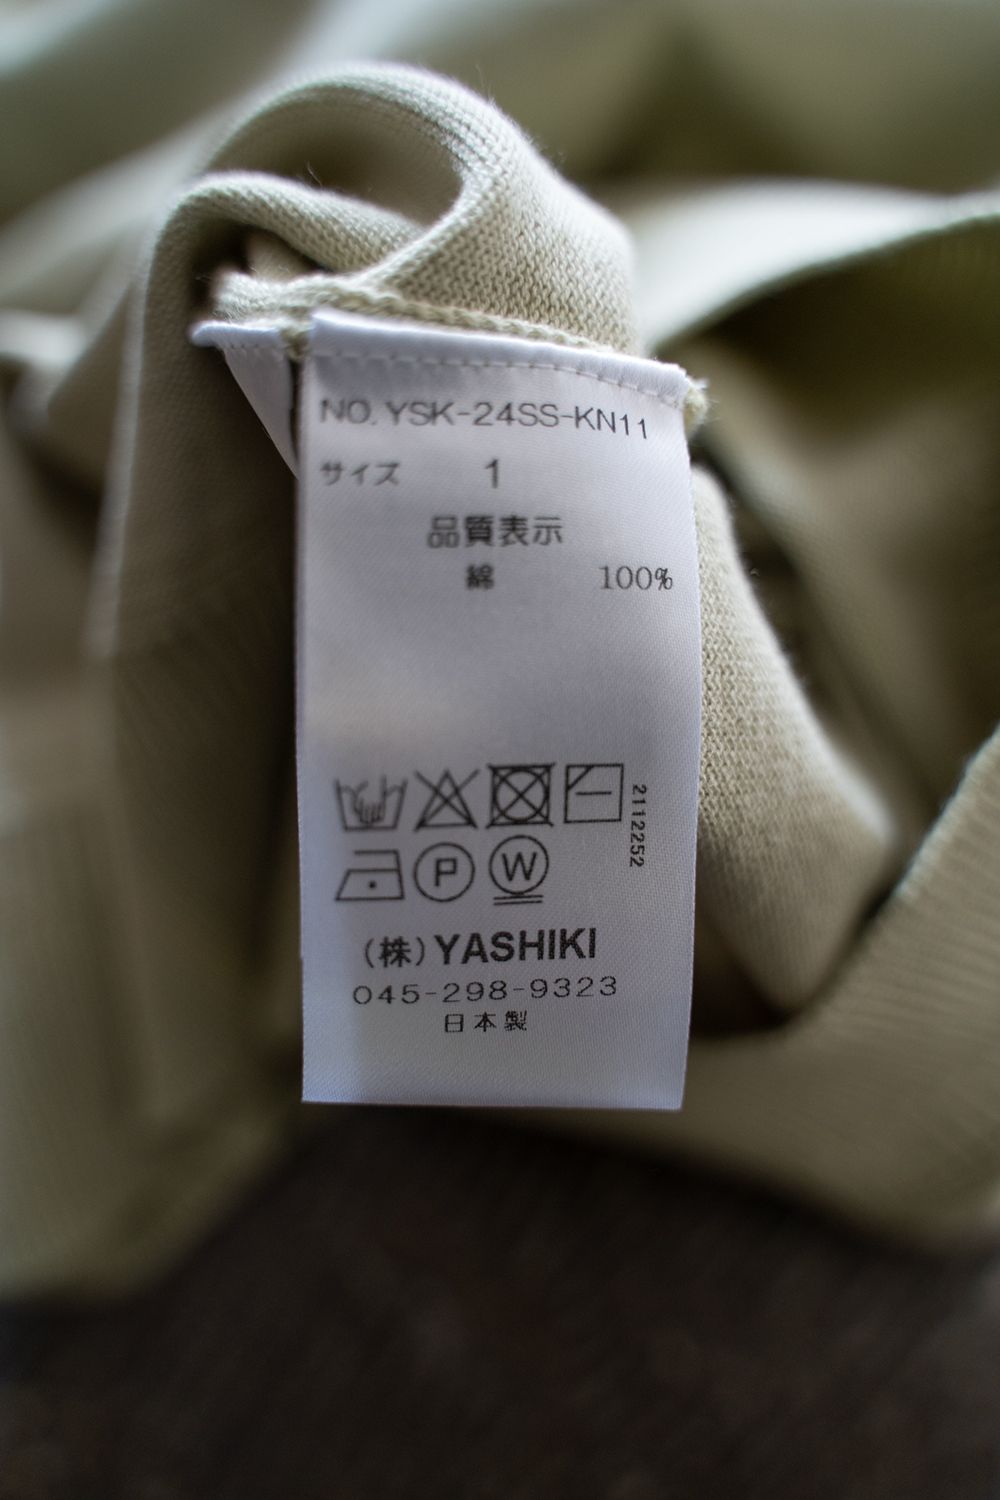 NO. YSK-24SS-KN11
サイズ 1
品質表示
綿 100%
2112252
P W
(株)YASHIKI
045-298-9323
日本製